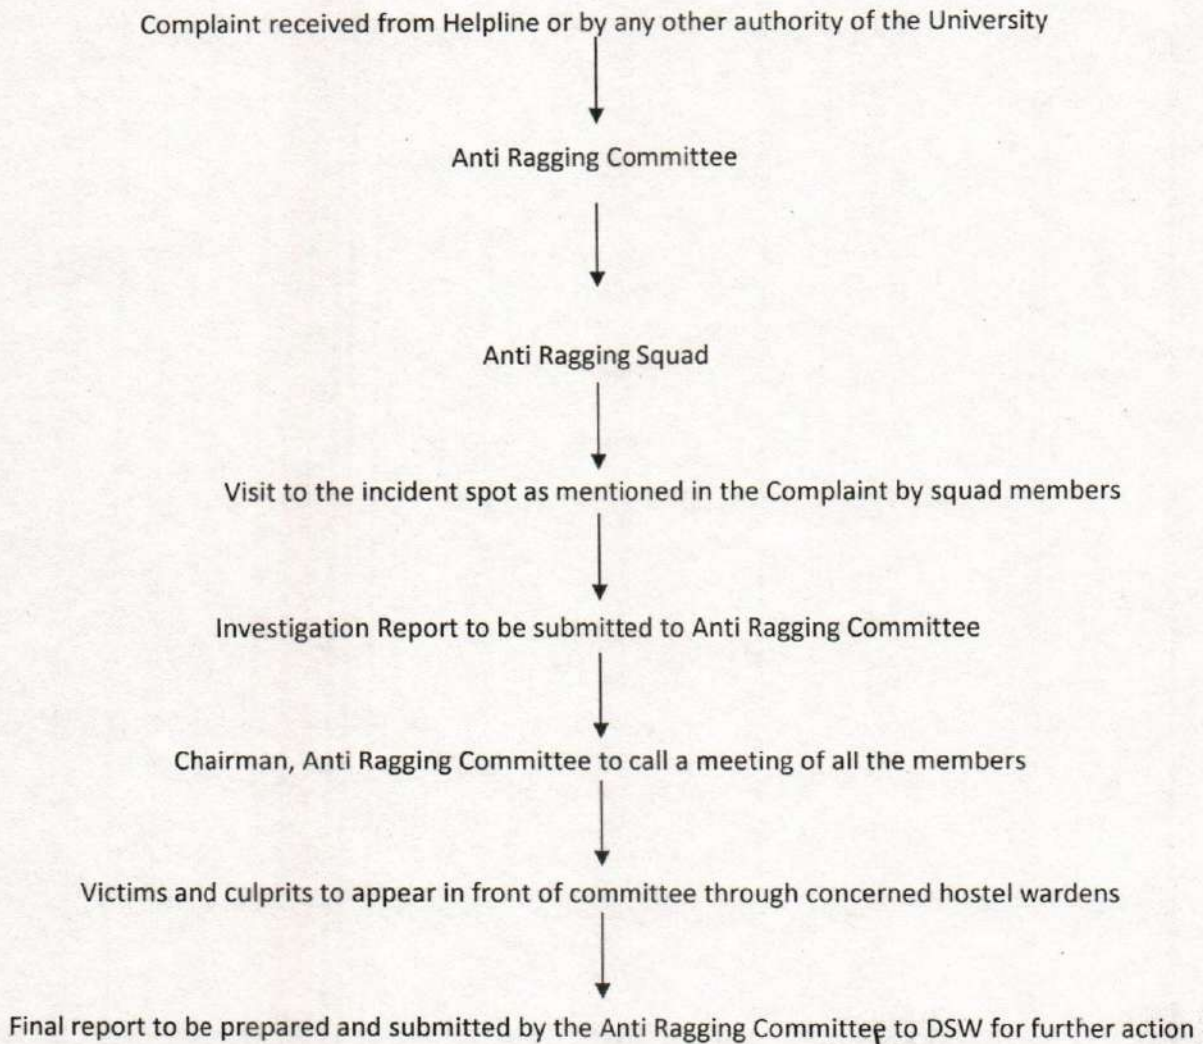 Complaint received from Helpline or by any other authority of the University
Anti Ragging Committee
Anti Ragging Squad
Visit to the incident spot as mentioned in the Complaint by squad members
Investigation Report to be submitted to Anti Ragging Committee
Chairman, Anti Ragging Committee to call a meeting of all the members
Victims and culprits to appear in front of committee through concerned hostel wardens
Final report to be prepared and submitted by the Anti Ragging Committee to DSW for further action